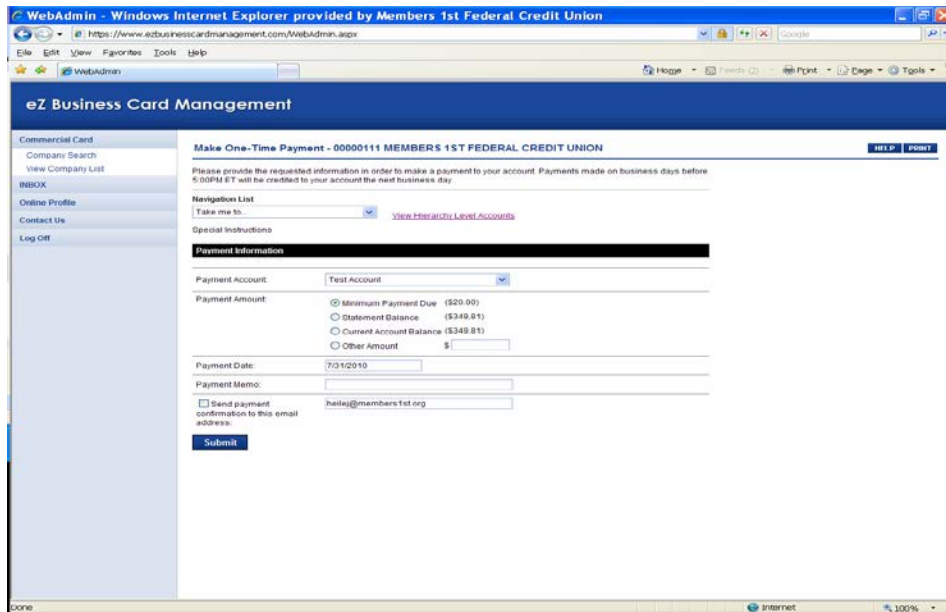 WebAdmin - Windows Internet Explorer provided by Members 1st Federal Credit Union
https://www.ezbusinesscardmanagement.com/WebAdmin.aspx
Google
File Edit View Favorites Tools Help
WebAdmin
Home Feeds Print Page Tools
eZ Business Card Management
Commercial Card
Company Search
View Company List
INBOX
Online Profile
Contact Us
Log Off
Make One-Time Payment - 00000111 MEMBERS 1ST FEDERAL CREDIT UNION
HELP PRINT
Please provide the requested information in order to make a payment to your account. Payments made on business days before
5:00PM ET will be credited to your account the next business day.
Navigation List
Take me to...
View Hierarchy Level Accounts
Special Instructions
Payment Information
Payment Account:
Test Account
Payment Amount:
Minimum Payment Due ($20.00)
Statement Balance ($349.81)
Current Account Balance ($349.81)
Other Amount $
Payment Date:
7/31/2010
Payment Memo:
Send payment
confirmation to this email
address:
heilej@members1st.org
Submit
Done
Internet
100%